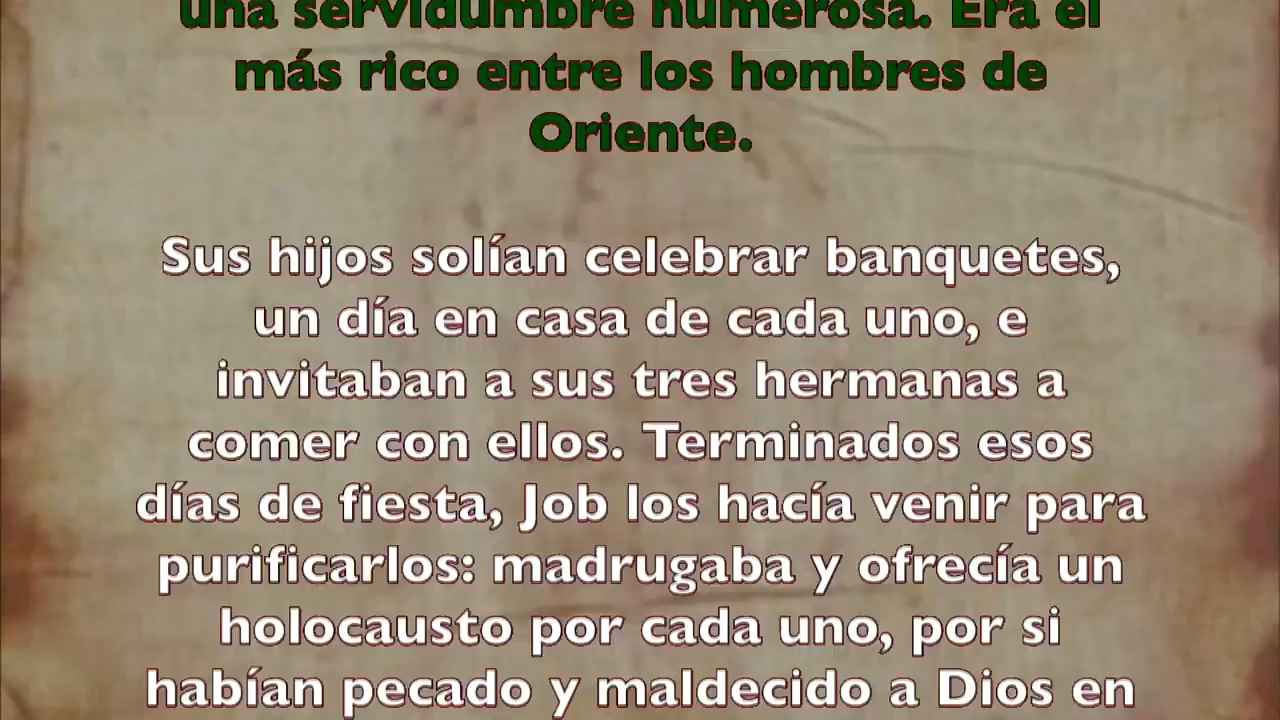 una servidumbre numerosa. Era el
más rico entre los hombres de
Oriente.
Sus hijos solían celebrar banquetes,
un día en casa de cada uno, e
invitaban a sus tres hermanas a
comer con ellos. Terminados esos
días de fiesta, Job los hacía venir para
purificarlos: madrugaba y ofrecía un
holocausto por cada uno, por si
habían pecado y maldecido a Dios en